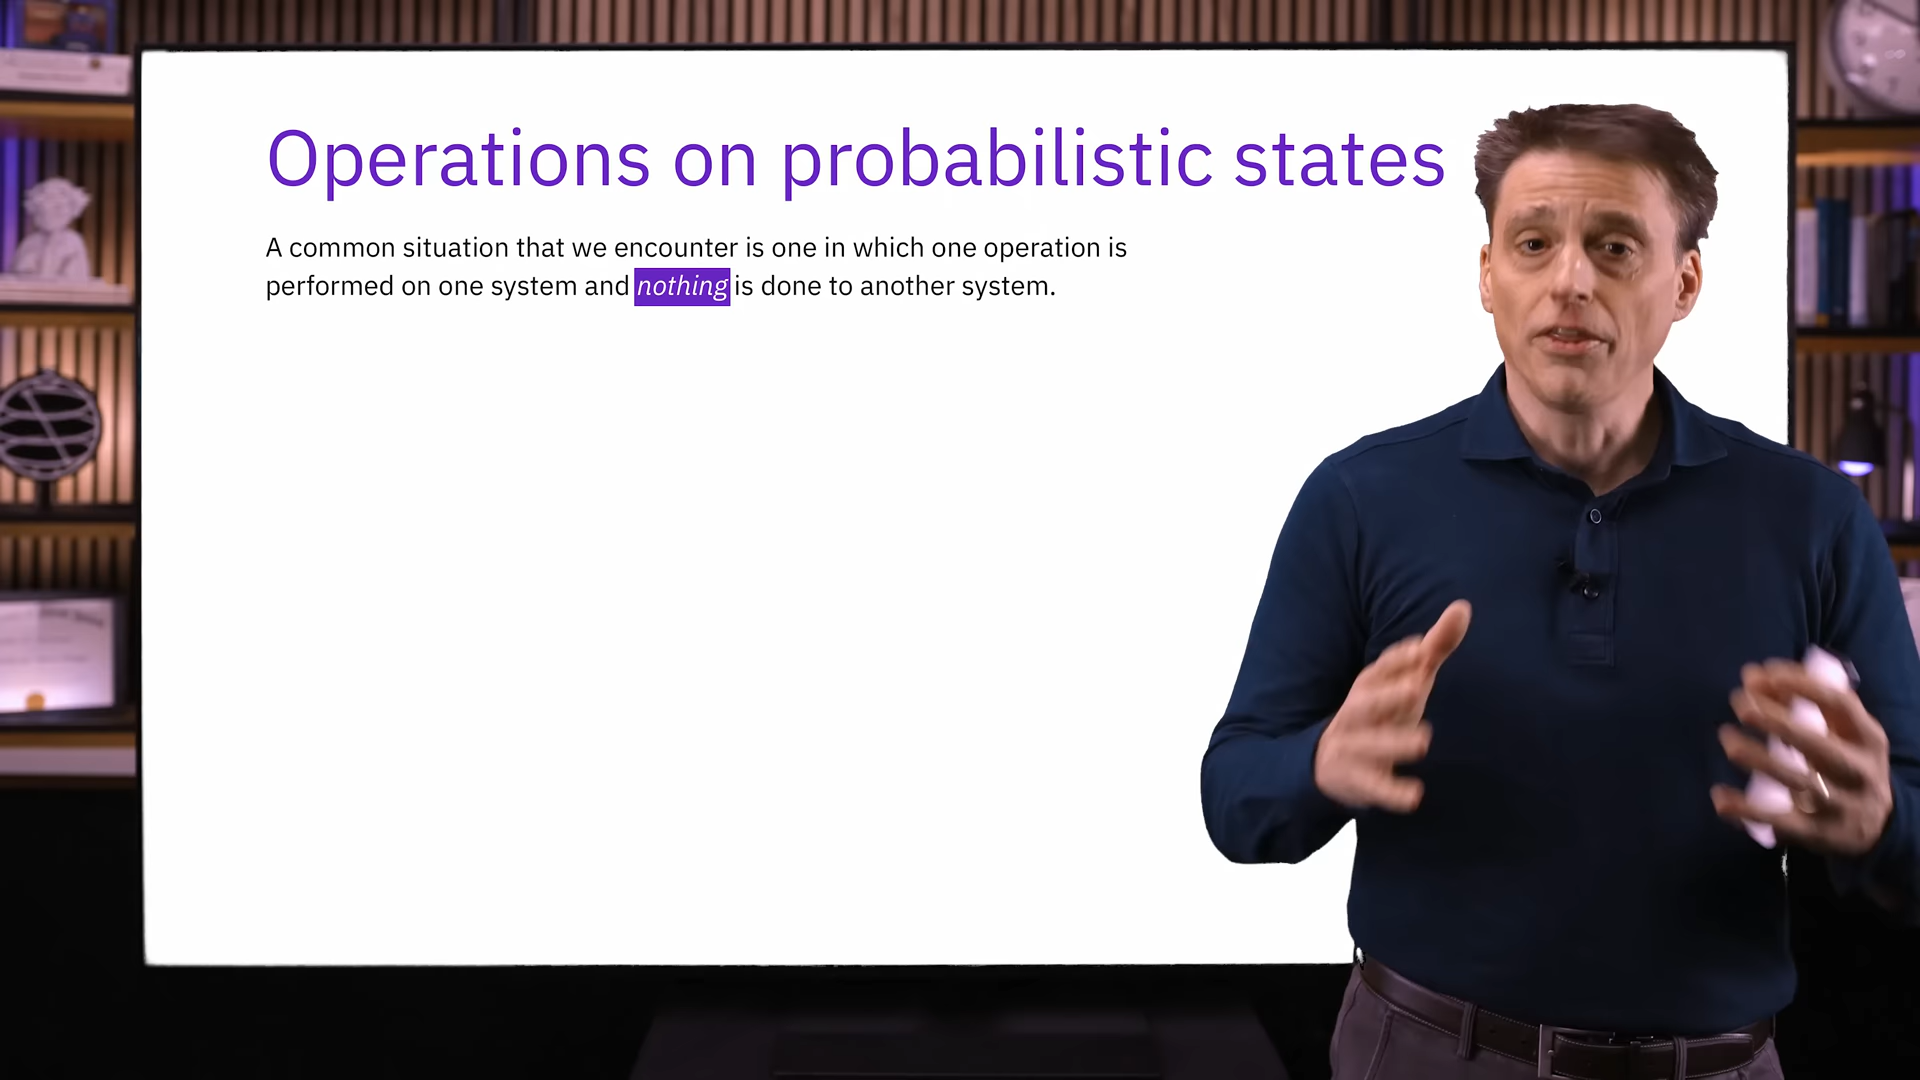 Operations on probabilistic states
A common situation that we encounter is one in which one operation is
performed on one system and nothing is done to another system.